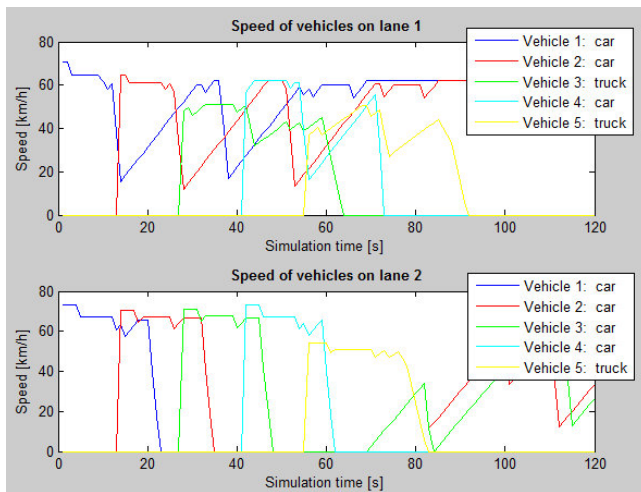 Speed of vehicles on lane 1
80
60
40
20
0
Speed [km/h]
0 20 40 60 80 100 120
Simulation time [s]
Vehicle 1: car
Vehicle 2: car
Vehicle 3: truck
Vehicle 4: car
Vehicle 5: truck
Speed of vehicles on lane 2
80
60
40
20
0
Speed [km/h]
0 20 40 60 80 100 120
Simulation time [s]
Vehicle 1: car
Vehicle 2: car
Vehicle 3: car
Vehicle 4: car
Vehicle 5: truck